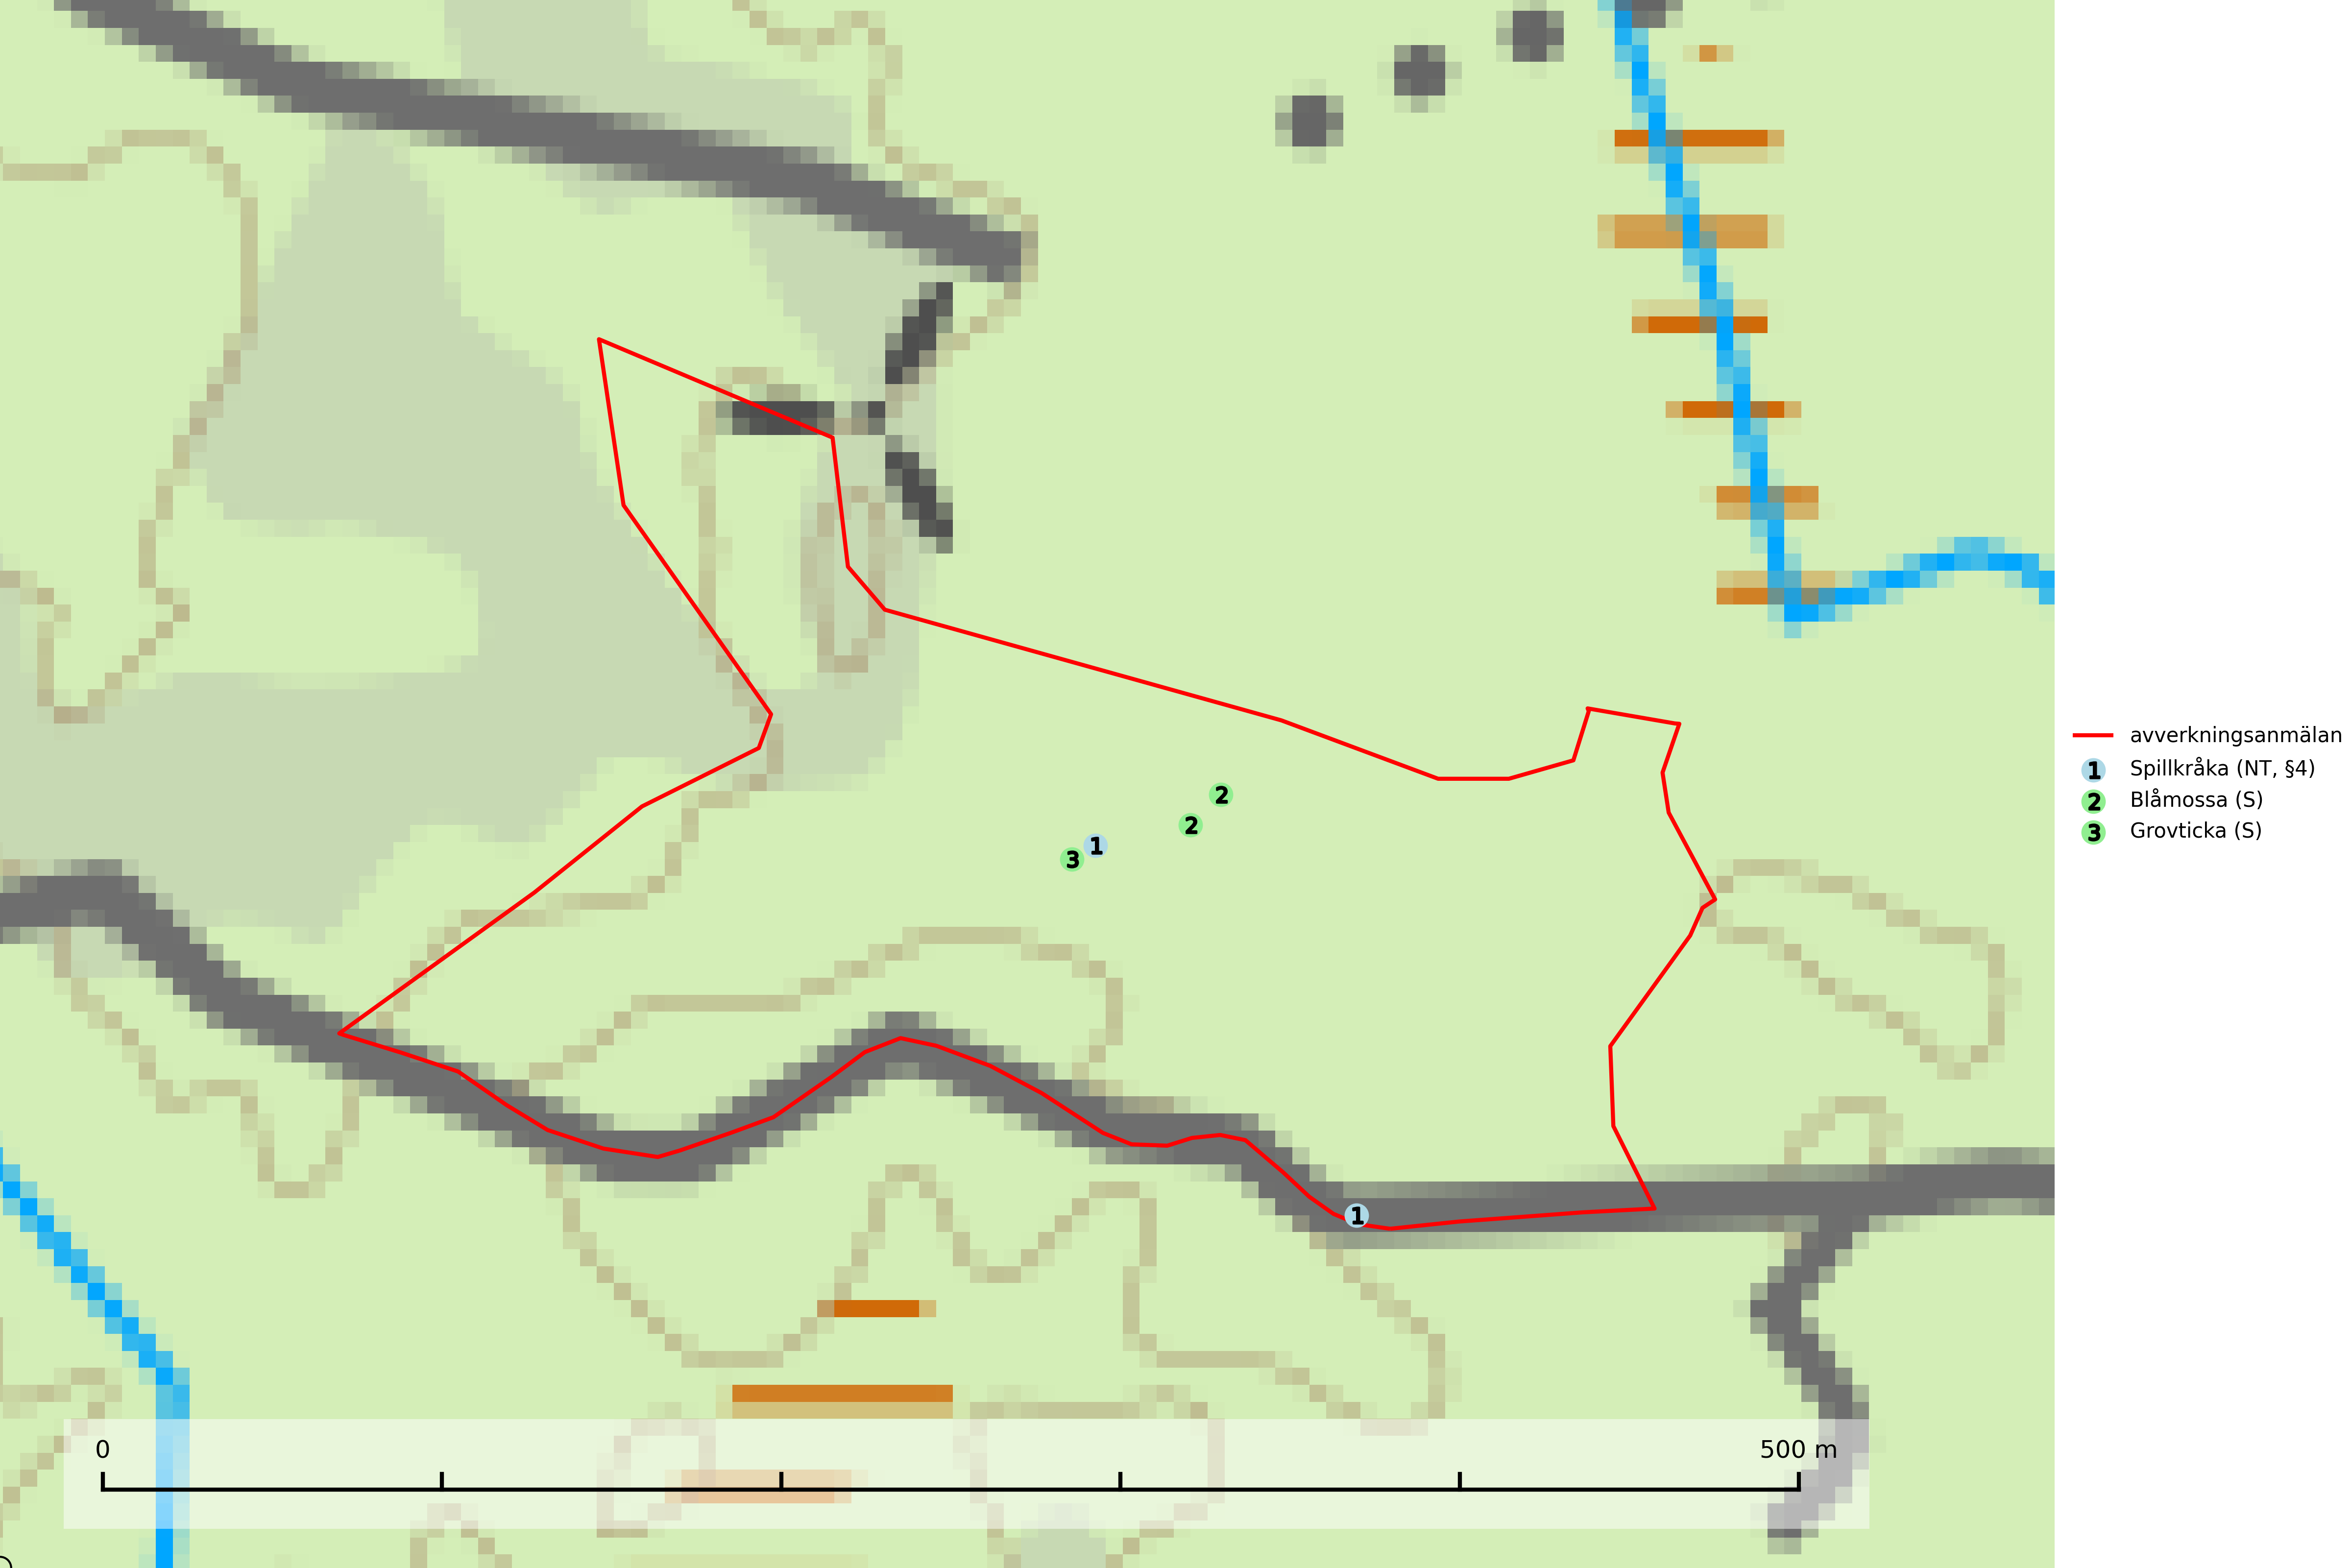 avverkningsanmälan
1 Spillkråka (NT, §4)
2 Blåmossa (S)
3 Grovticka (S)
2
2
1
3
1
0 500 m